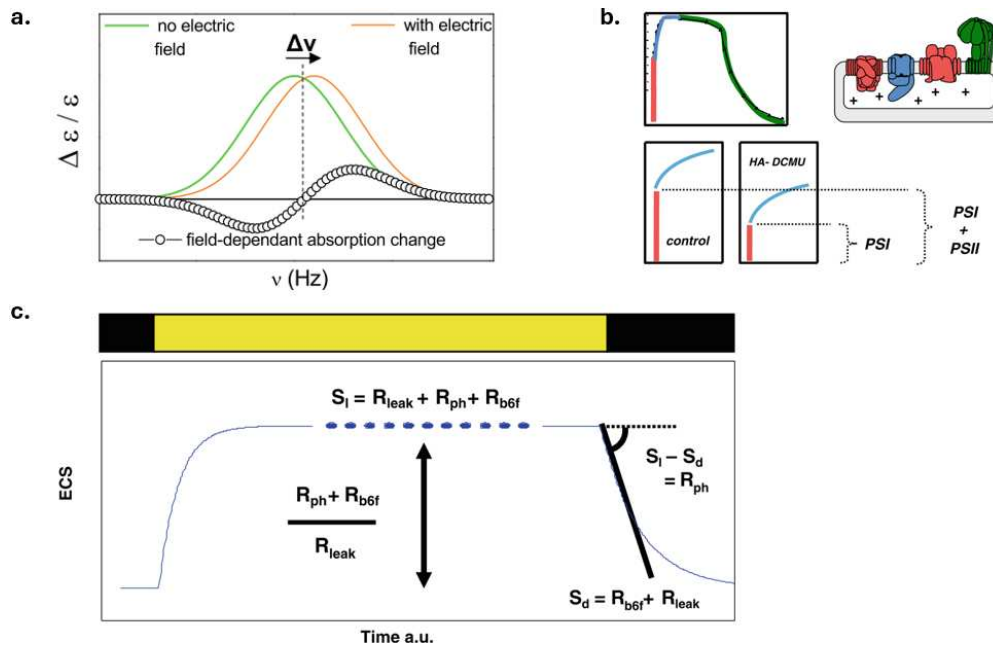 a.
no electric
field
Δν
with electric
field
Δ ε / ε
field-dependant absorption change
ν (Hz)
b.
+ + + + +
control
HA- DCMU
PSI
PSI
+
PSII
c.
S_l = R_leak + R_ph + R_b6f
R_ph + R_b6f
R_leak
S_l – S_d
= R_ph
S_d = R_b6f + R_leak
ECS
Time a.u.